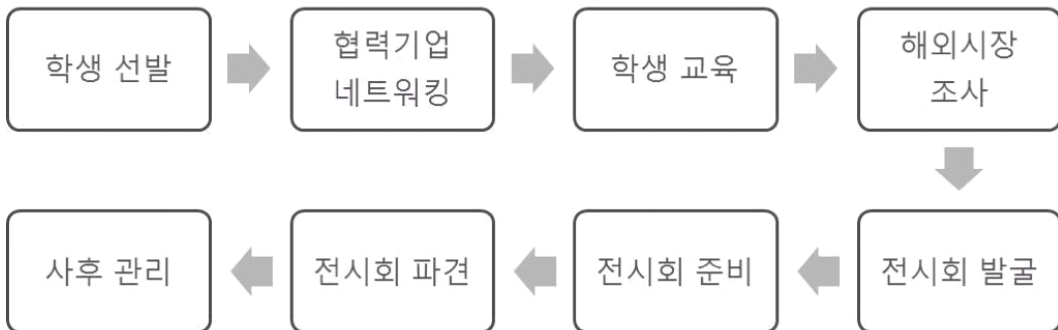 학생 선발
협력기업
네트워킹
학생 교육
해외시장
조사
전시회 발굴
전시회 준비
전시회 파견
사후 관리